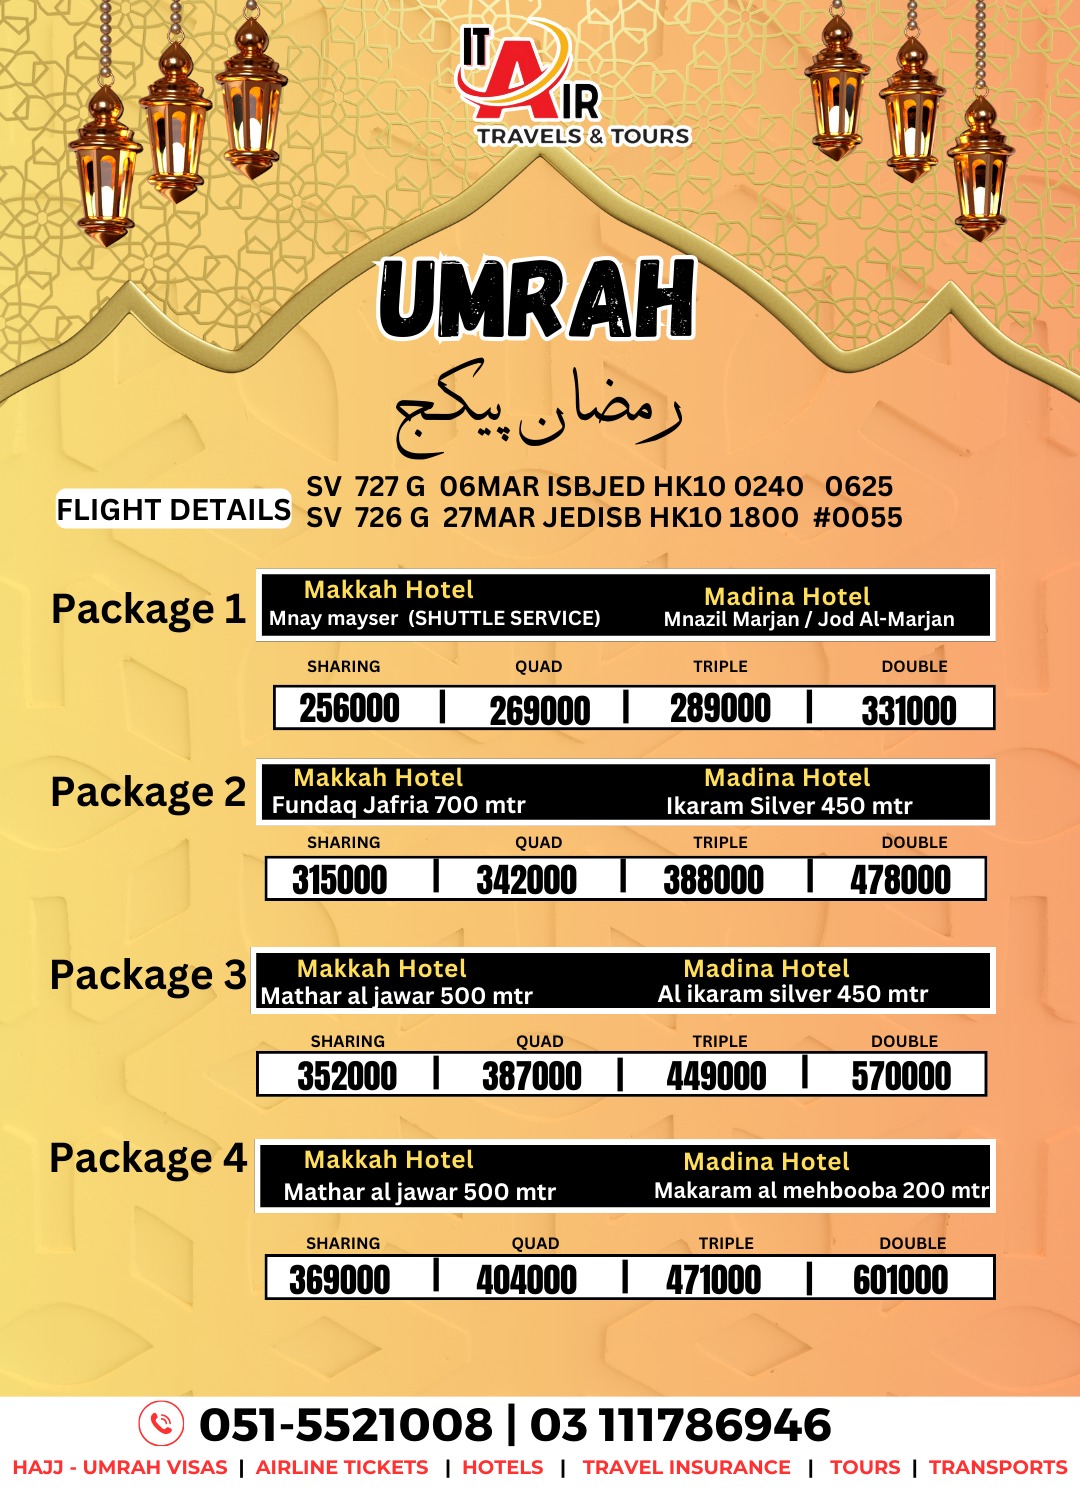 IT AIR
TRAVELS & TOURS
UMRAH
رمضان پیکج
FLIGHT DETAILS
SV 727 G 06MAR ISBJED HK10 0240 0625
SV 726 G 27MAR JEDISB HK10 1800 #0055
Package 1
Makkah Hotel Madina Hotel
Mnay mayser (SHUTTLE SERVICE) Mnazil Marjan / Jod Al-Marjan
SHARING QUAD TRIPLE DOUBLE
256000 | 269000 | 289000 | 331000
Package 2
Makkah Hotel Madina Hotel
Fundaq Jafria 700 mtr Ikaram Silver 450 mtr
SHARING QUAD TRIPLE DOUBLE
315000 | 342000 | 388000 | 478000
Package 3
Makkah Hotel Madina Hotel
Mathar al jawar 500 mtr Al ikaram silver 450 mtr
SHARING QUAD TRIPLE DOUBLE
352000 | 387000 | 449000 | 570000
Package 4
Makkah Hotel Madina Hotel
Mathar al jawar 500 mtr Makaram al mehbooba 200 mtr
SHARING QUAD TRIPLE DOUBLE
369000 | 404000 | 471000 | 601000
051-5521008 | 03 111786946
HAJJ - UMRAH VISAS | AIRLINE TICKETS | HOTELS | TRAVEL INSURANCE | TOURS | TRANSPORTS